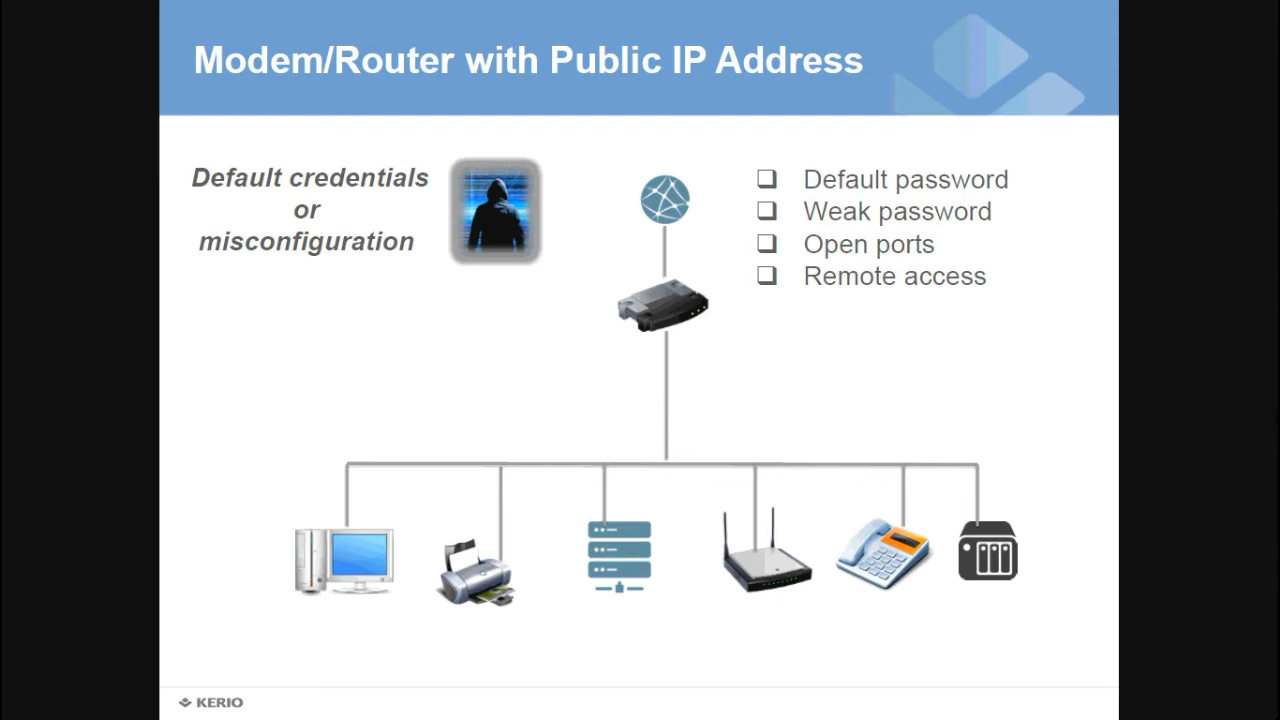 Modem/Router with Public IP Address
Default credentials
or
misconfiguration
Default password
Weak password
Open ports
Remote access
KERIO